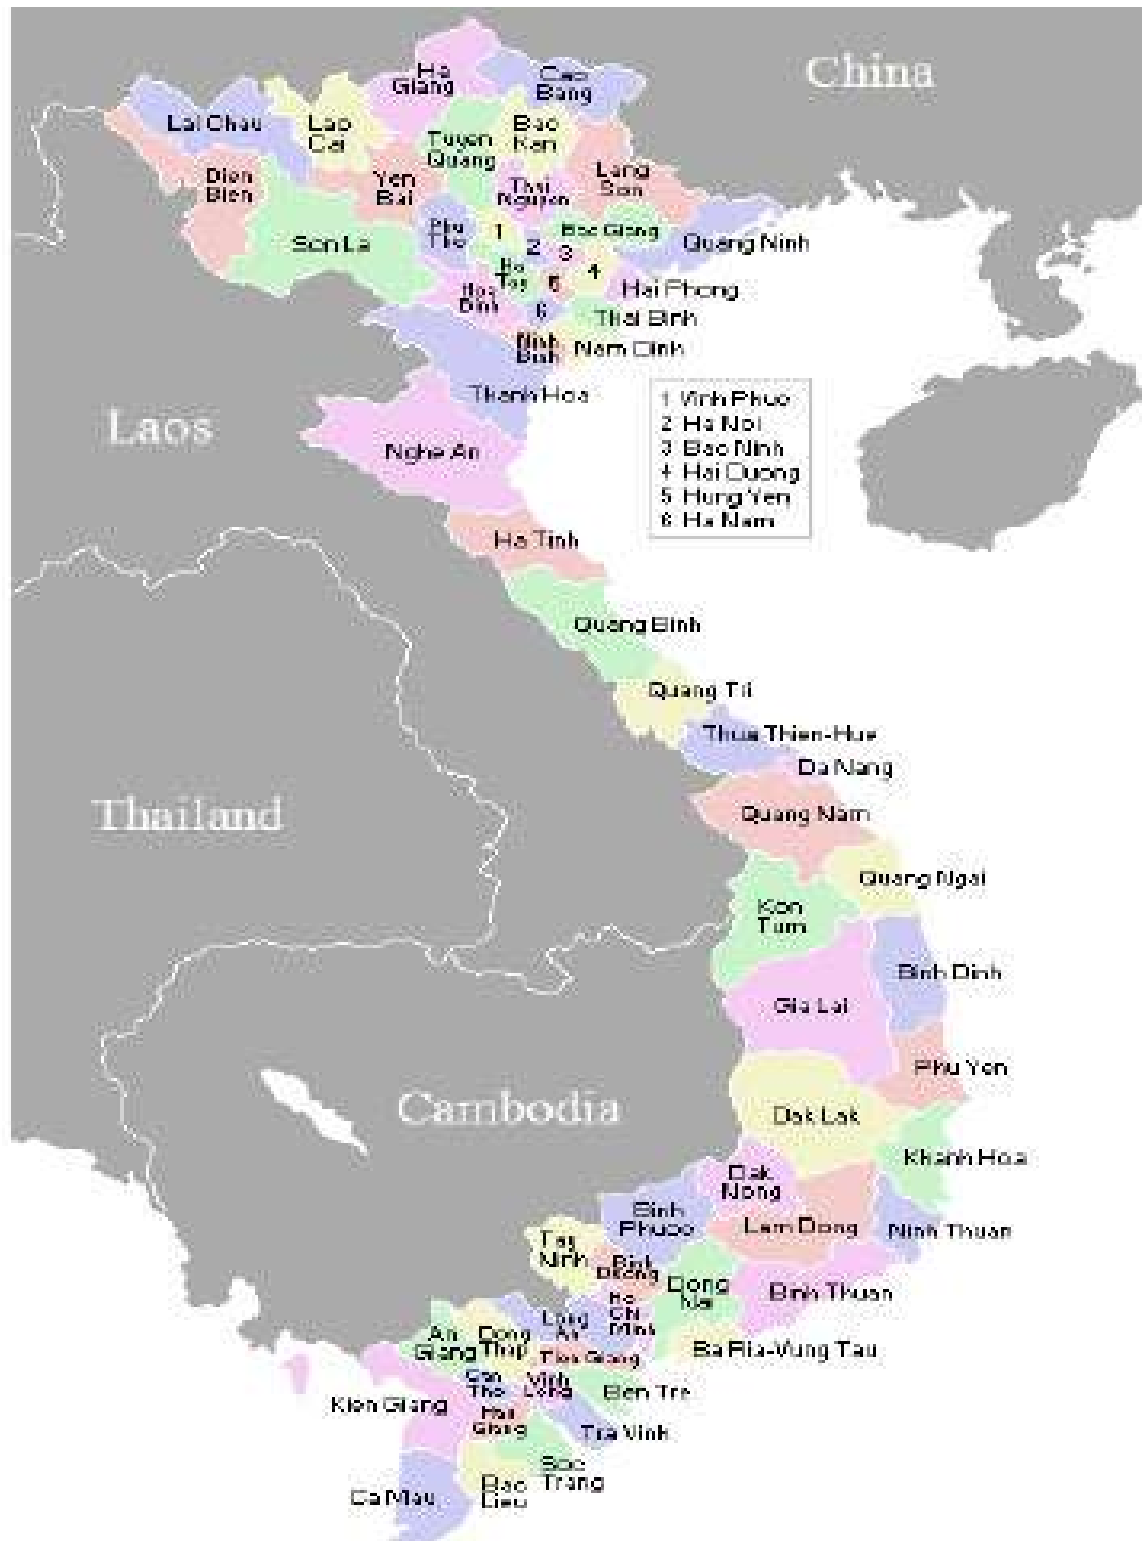 China
Ha
Giang
Cao
Bang
Lai Chau
Lao
Cai
Tuyen
Quang
Bac
Kan
Dien
Bien
Yen
Bai
Thai
Nguyen
Lang
Son
Son La
Phu
Tho
1
2
3
4
5
6
Bac Giang
Quang Ninh
Ha
Tay
Hoa
Binh
Hai Phong
Thai Binh
Ninh
Binh
Nam Dinh
Thanh Hoa
Laos
Nghe An
1 Vinh Phuc
2 Ha Noi
3 Bac Ninh
4 Hai Duong
5 Hung Yen
6 Ha Nam
Ha Tinh
Quang Binh
Quang Tri
Thua Thien-Hue
Da Nang
Thailand
Quang Nam
Quang Ngai
Kon
Tum
Binh Dinh
Gia Lai
Phu Yen
Cambodia
Dak Lak
Khanh Hoa
Dak
Nong
Binh
Phuoc
Lam Dong
Ninh Thuan
Tay
Ninh
Binh
Duong
Dong
Nai
Binh Thuan
Ho
Chi
Minh
Long
An
An
Giang
Dong
Thap
Tien Giang
Ba Ria-Vung Tau
Can
Tho
Vinh
Long
Ben Tre
Kien Giang
Hau
Giang
Tra Vinh
Soc
Trang
Bac
Lieu
Ca Mau